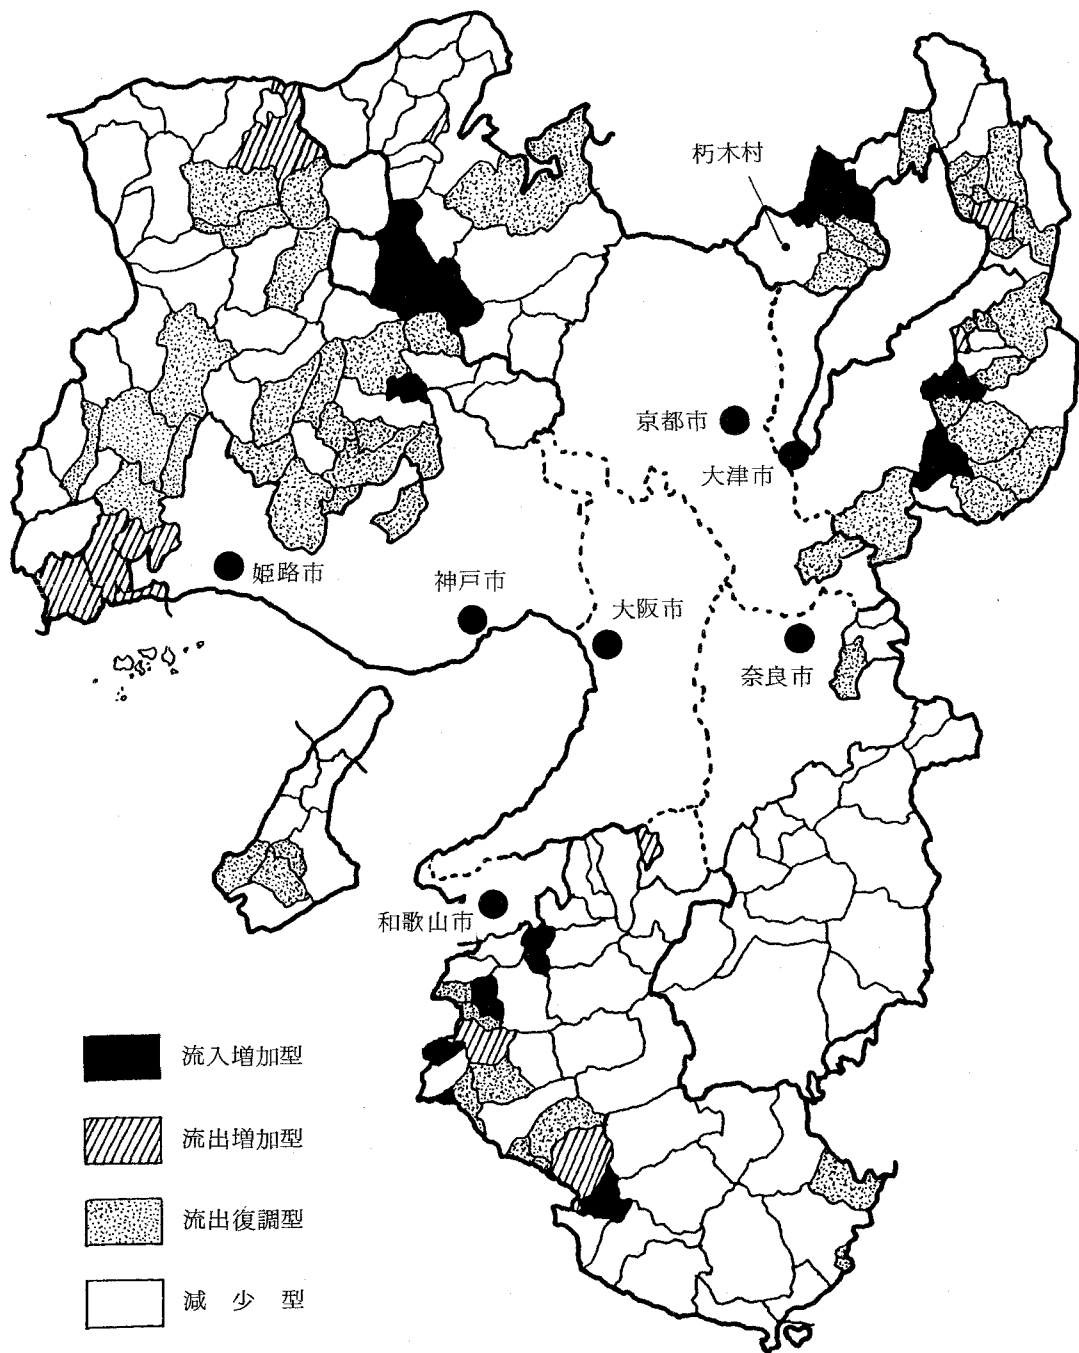 朽木村
京都市
大津市
姫路市
神戸市
大阪市
奈良市
和歌山市
流入増加型
流出増加型
流出復調型
減少型